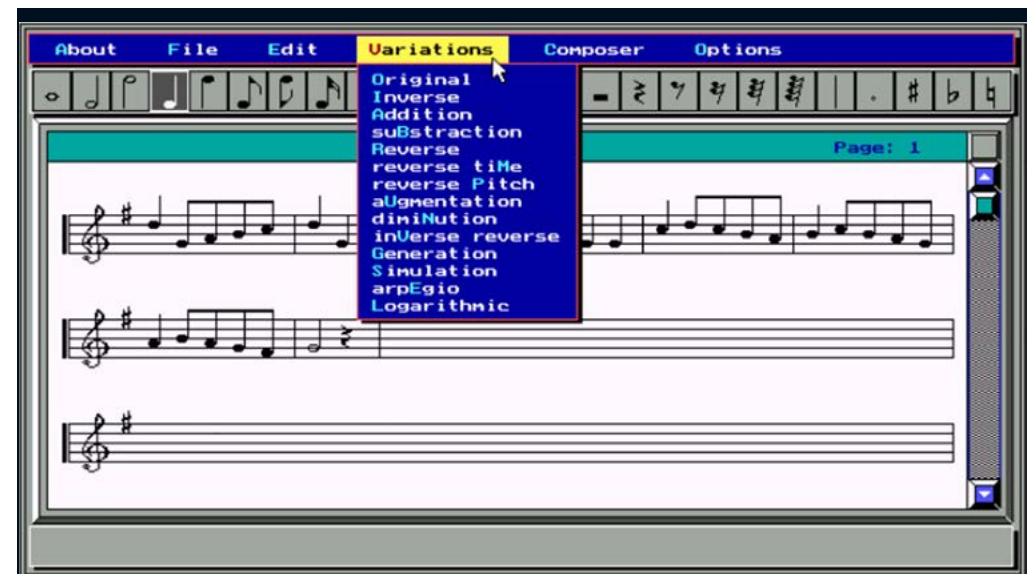 About File Edit Variations Composer Options
Original
Inverse
Addition
suBstraction
Reverse
reverse tiMe
reverse Pitch
aUgmentation
dimiNution
inVerse reverse
Generation
Simulation
arpEgio
Logarithmic
Page: 1